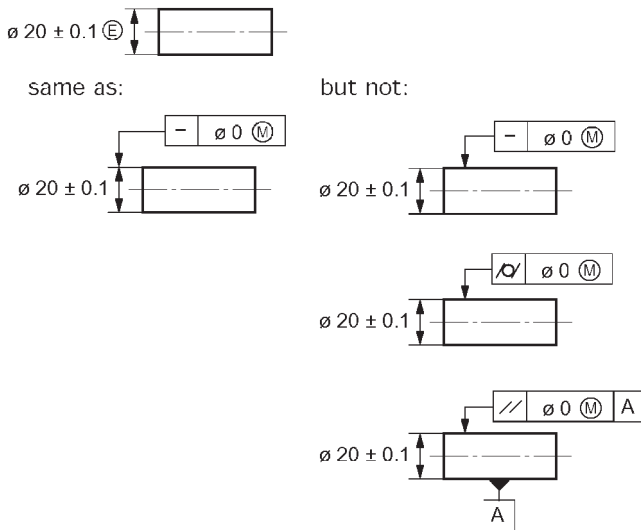 ø 20 ± 0.1 Ⓔ
same as:
– ø 0 Ⓜ
ø 20 ± 0.1
but not:
– ø 0 Ⓜ
ø 20 ± 0.1
⌭ ø 0 Ⓜ
ø 20 ± 0.1
// ø 0 Ⓜ A
ø 20 ± 0.1
A